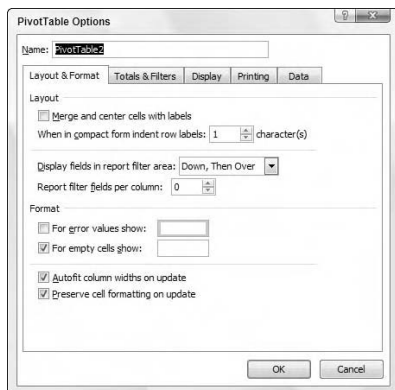 PivotTable Options
Name: PivotTable2
Layout & Format Totals & Filters Display Printing Data
Layout
Merge and center cells with labels
When in compact form indent row labels: 1 character(s)
Display fields in report filter area: Down, Then Over
Report filter fields per column: 0
Format
For error values show:
For empty cells show:
Autofit column widths on update
Preserve cell formatting on update
OK Cancel